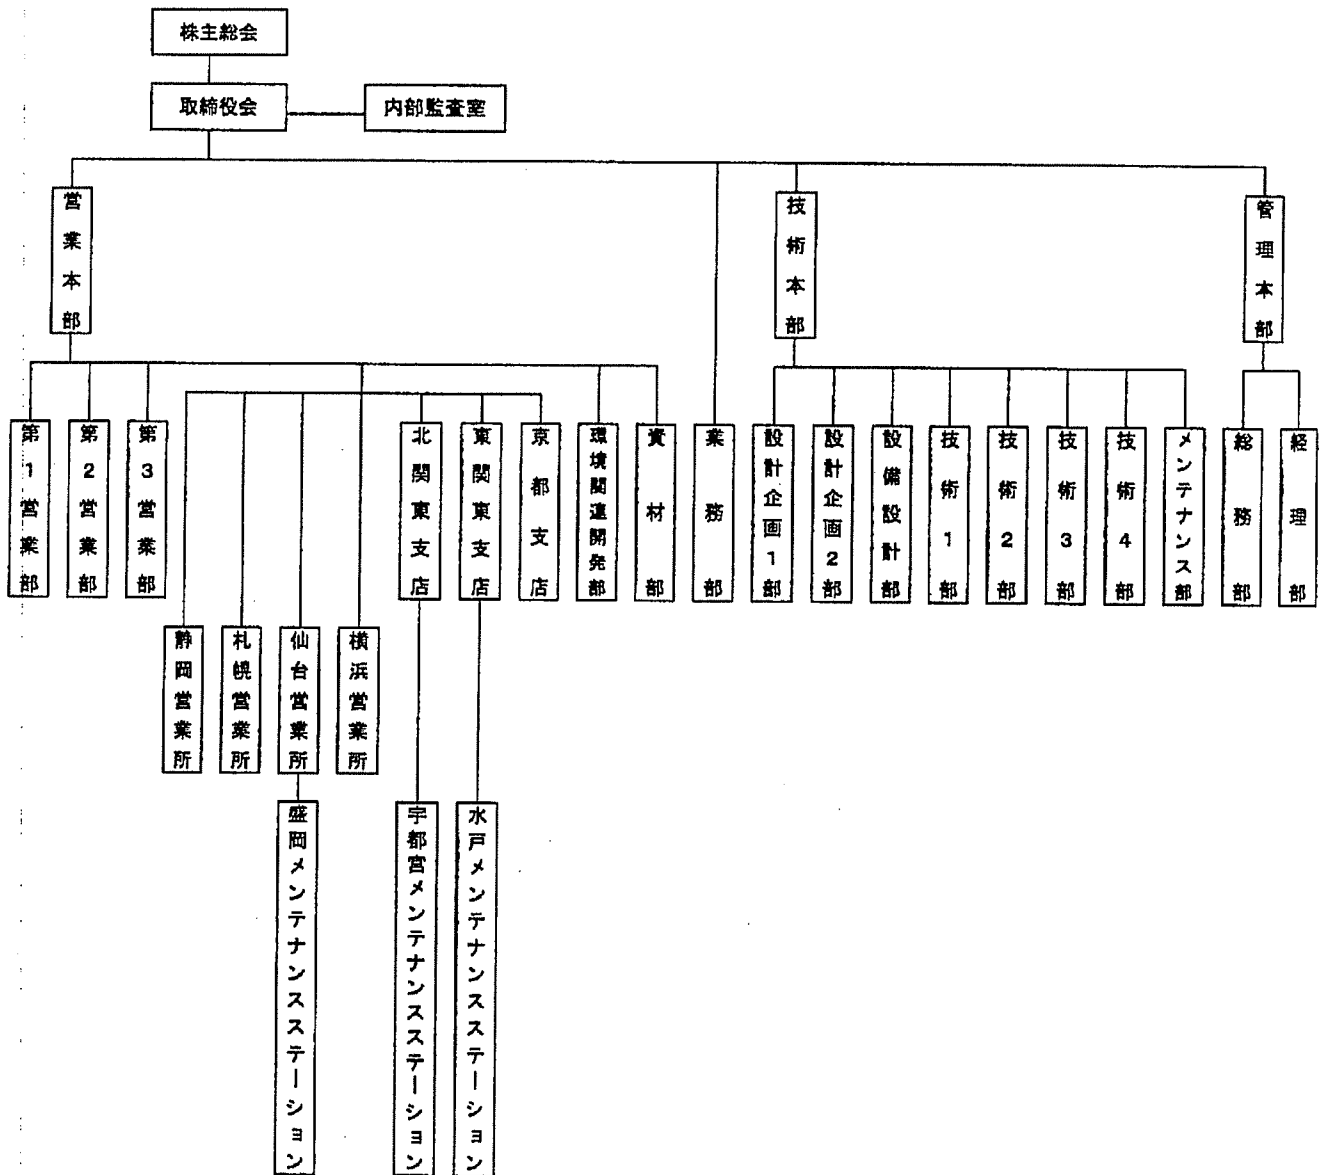 株主総会
取締役会
内部監査室
営業本部
技術本部
管理本部
第1営業部
第2営業部
第3営業部
北関東支店
東関東支店
京都支店
環境関連開発部
資材部
業務部
設計企画1部
設計企画2部
設備設計部
技術1部
技術2部
技術3部
技術4部
メンテナンス部
総務部
経理部
静岡営業所
札幌営業所
仙台営業所
横浜営業所
盛岡メンテナンスステーション
宇都宮メンテナンスステーション
水戸メンテナンスステーション